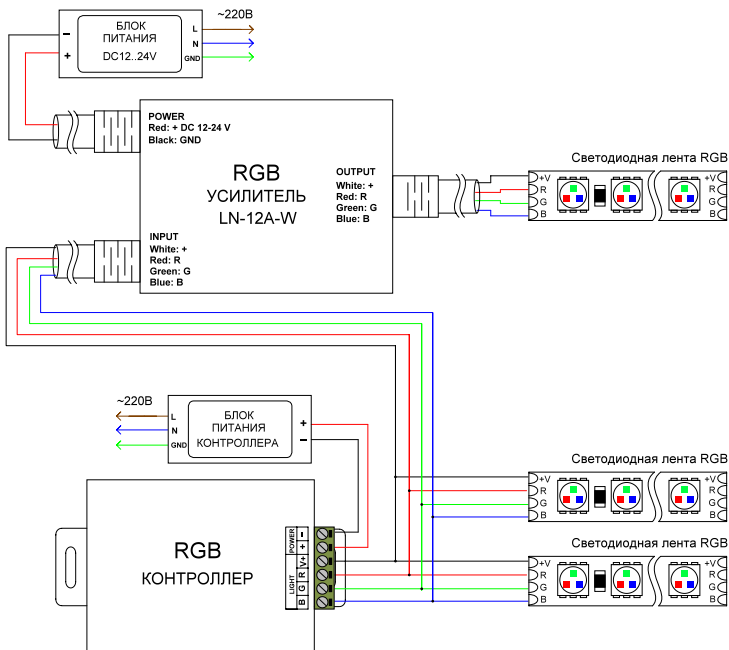 ~220В
БЛОК
ПИТАНИЯ
DC12..24V
−
+
L
N
GND
POWER
Red: + DC 12-24 V
Black: GND
RGB
УСИЛИТЕЛЬ
LN-12A-W
OUTPUT
White: +
Red: R
Green: G
Blue: B
INPUT
White: +
Red: R
Green: G
Blue: B
Светодиодная лента RGB
+V
R
G
B
+V
R
G
B
~220В
L
N
GND
БЛОК
ПИТАНИЯ
КОНТРОЛЛЕРА
+
−
Светодиодная лента RGB
+V
R
G
B
+V
R
G
B
RGB
КОНТРОЛЛЕР
POWER
LIGHT
−
+
V+
R
G
B
Светодиодная лента RGB
+V
R
G
B
+V
R
G
B